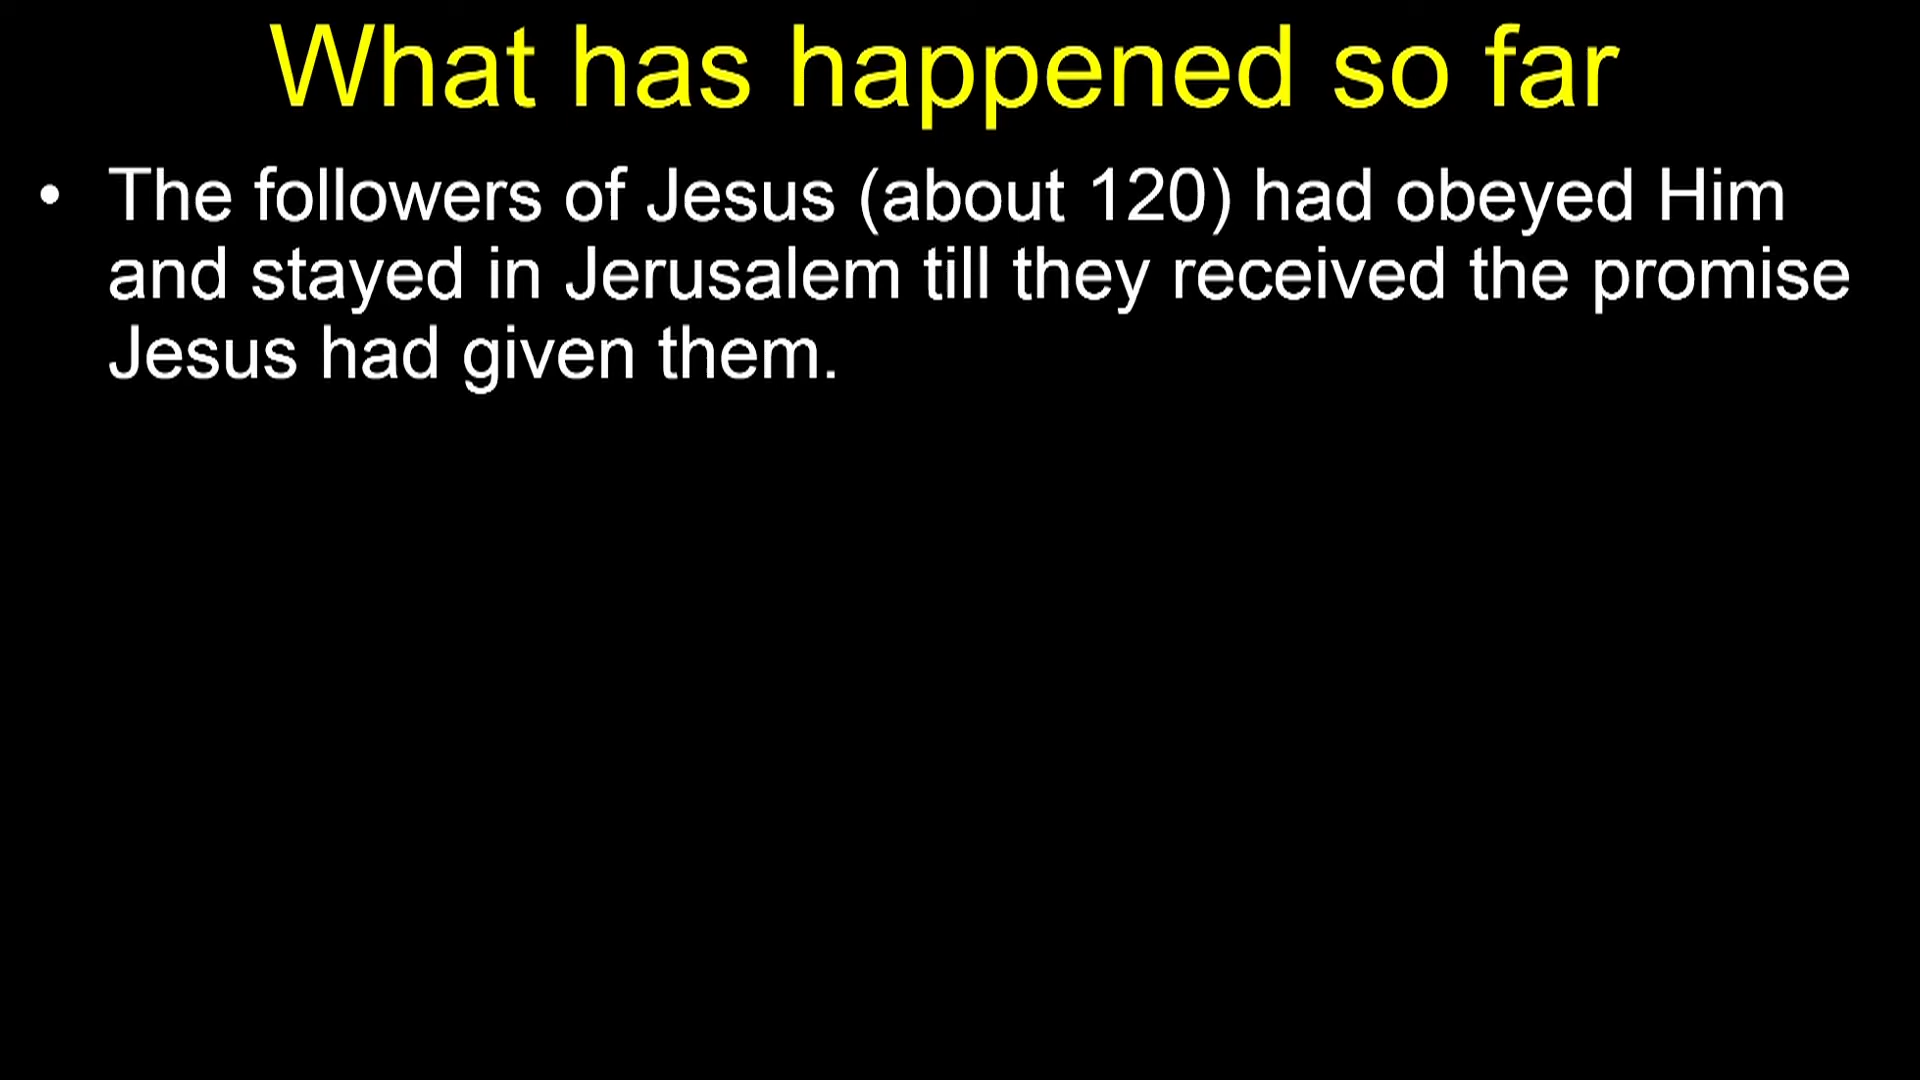 What has happened so far
• The followers of Jesus (about 120) had obeyed Him
and stayed in Jerusalem till they received the promise
Jesus had given them.